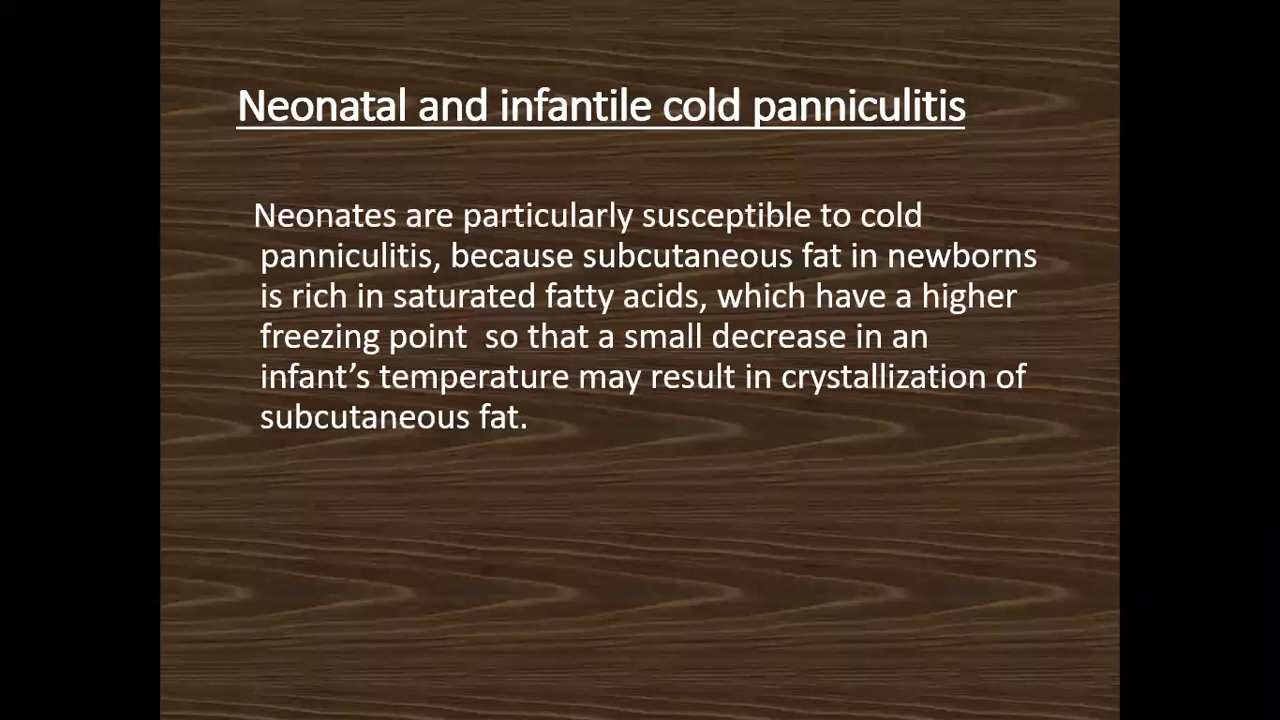 Neonatal and infantile cold panniculitis
Neonates are particularly susceptible to cold
panniculitis, because subcutaneous fat in newborns
is rich in saturated fatty acids, which have a higher
freezing point  so that a small decrease in an
infant’s temperature may result in crystallization of
subcutaneous fat.